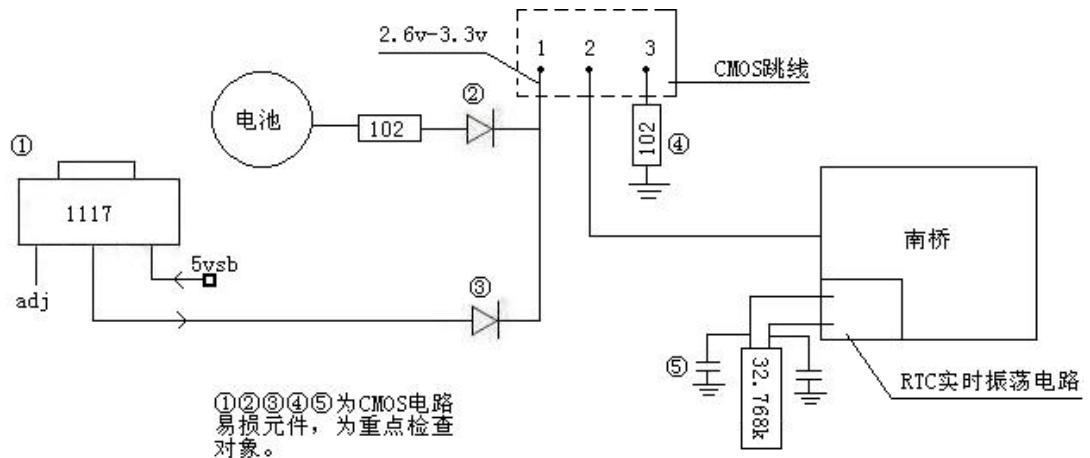 2.6v-3.3v
1 2 3
CMOS跳线
②
电池
102
102
④
①
1117
南桥
5vsb
adj
③
⑤
32.768k
RTC实时振荡电路
①②③④⑤为CMOS电路
易损元件，为重点检查
对象。